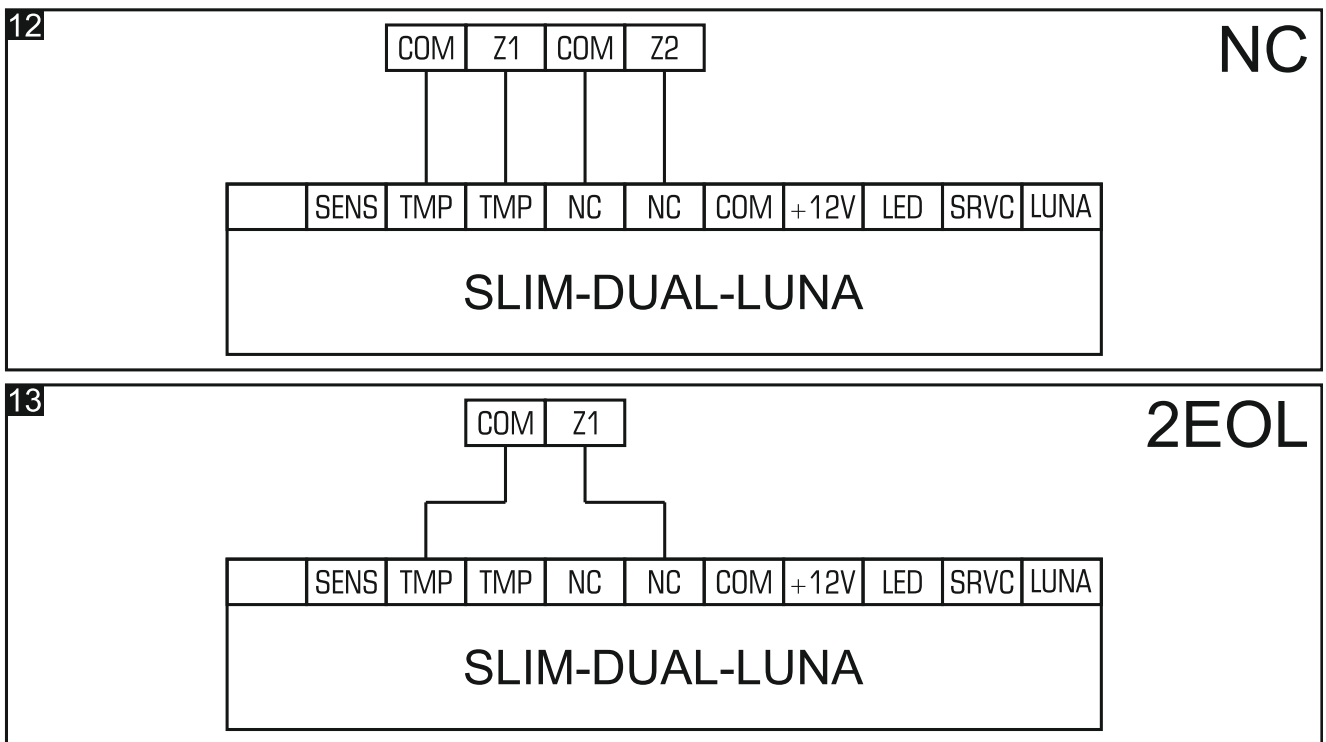 12
NC
COM Z1 COM Z2
SENS TMP TMP NC NC COM +12V LED SRVC LUNA
SLIM-DUAL-LUNA
13
2EOL
COM Z1
SENS TMP TMP NC NC COM +12V LED SRVC LUNA
SLIM-DUAL-LUNA